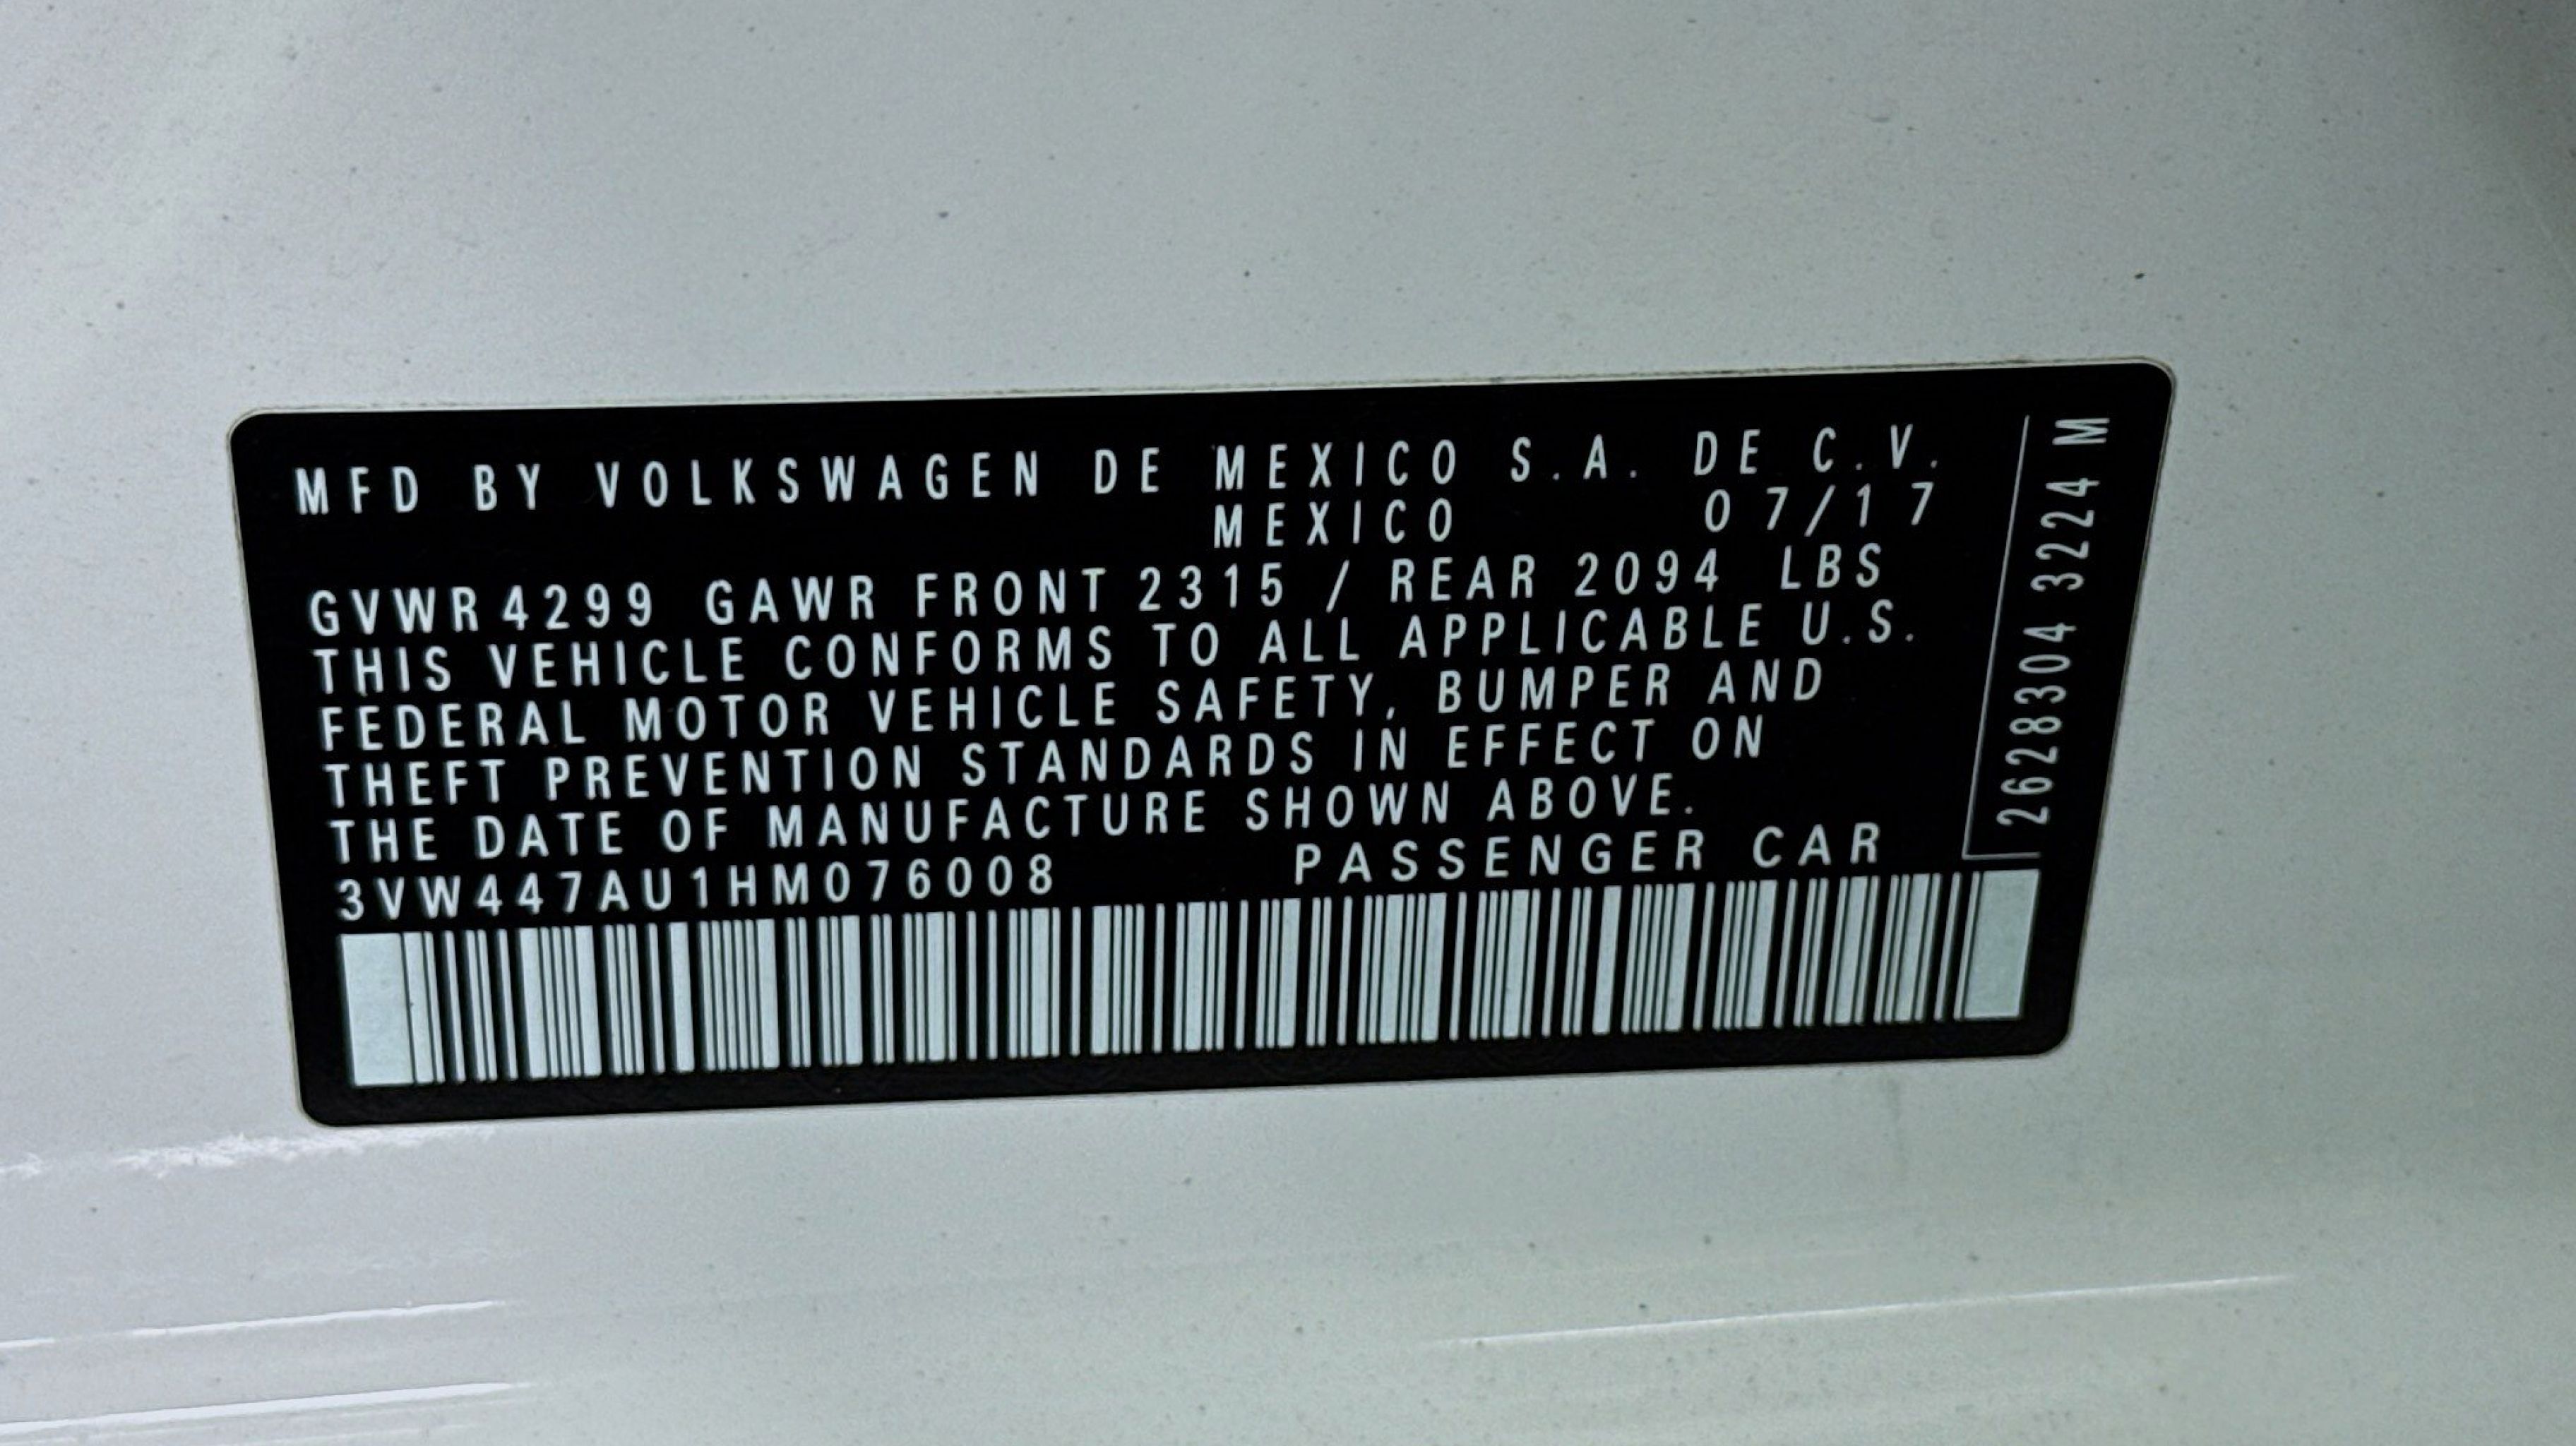 MFD BY VOLKSWAGEN DE MEXICO S.A. DE C.V.
MEXICO 07/17
GVWR 4299 GAWR FRONT 2315 / REAR 2094 LBS
THIS VEHICLE CONFORMS TO ALL APPLICABLE U.S.
FEDERAL MOTOR VEHICLE SAFETY, BUMPER AND
THEFT PREVENTION STANDARDS IN EFFECT ON
THE DATE OF MANUFACTURE SHOWN ABOVE.
3VW447AU1HM076008 PASSENGER CAR
2628304 3224 M